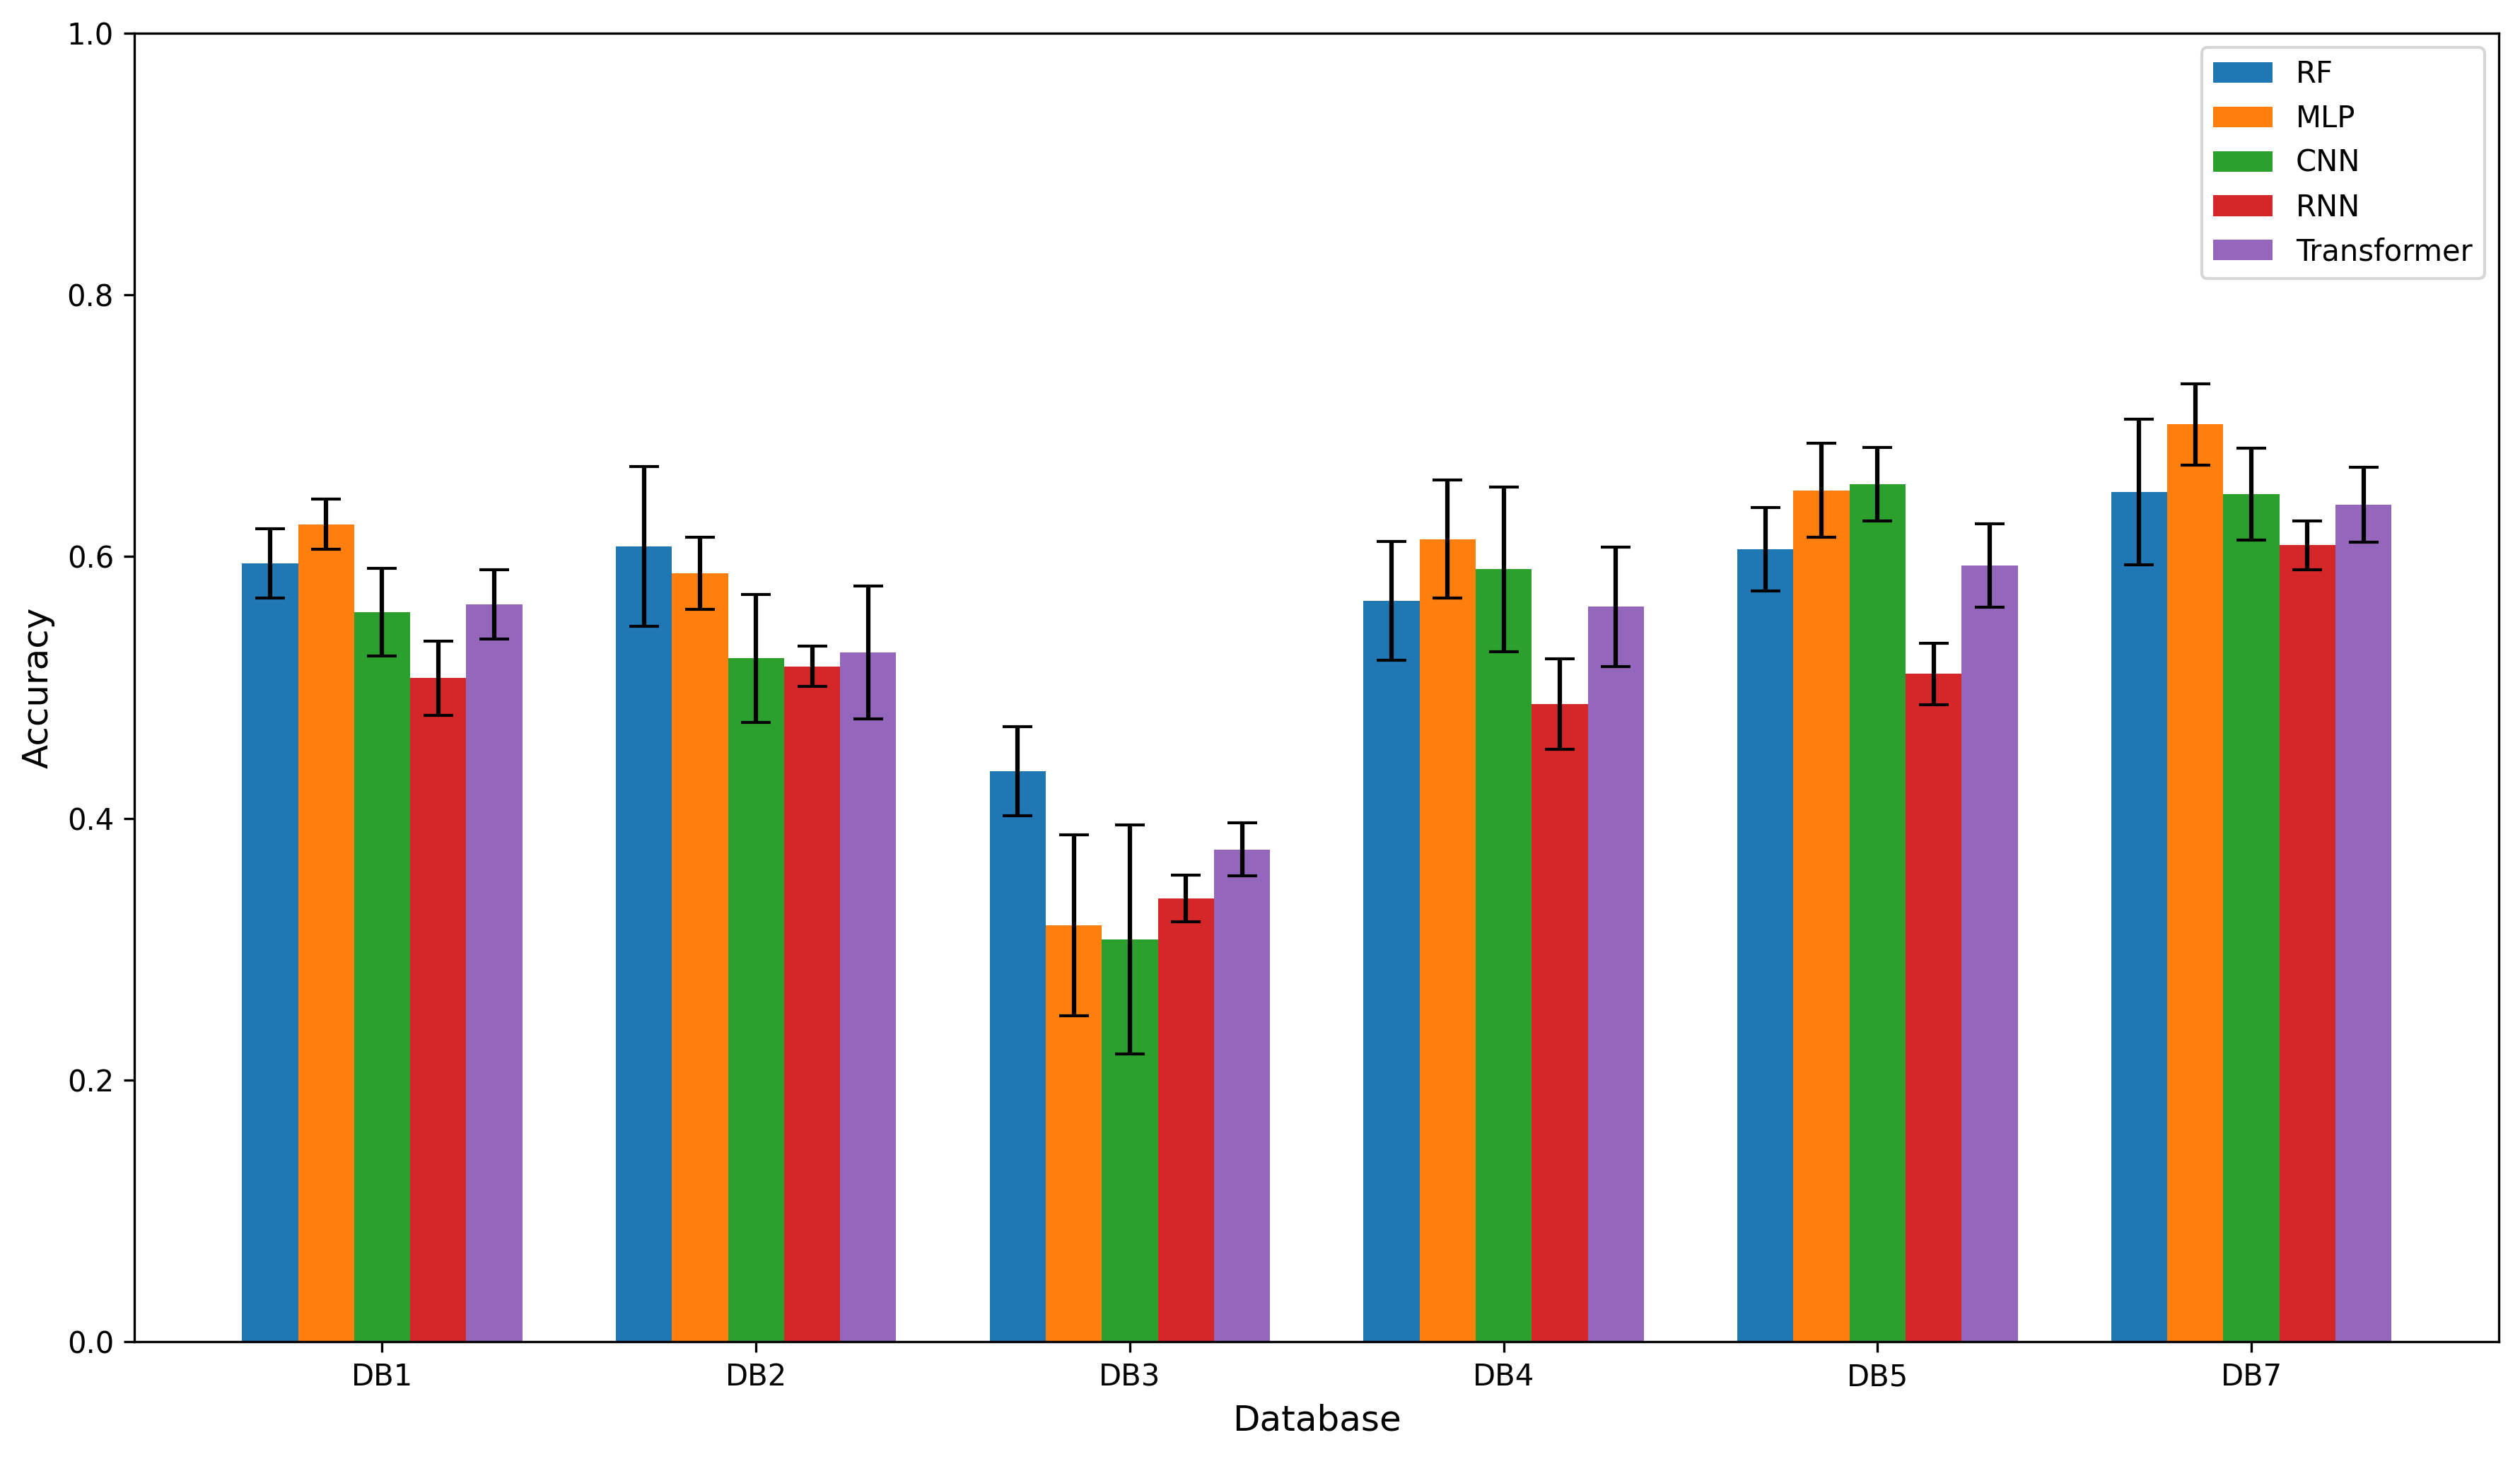 1.0
0.8
0.6
0.4
0.2
0.0
Accuracy
RF
MLP
CNN
RNN
Transformer
DB1 DB2 DB3 DB4 DB5 DB7
Database